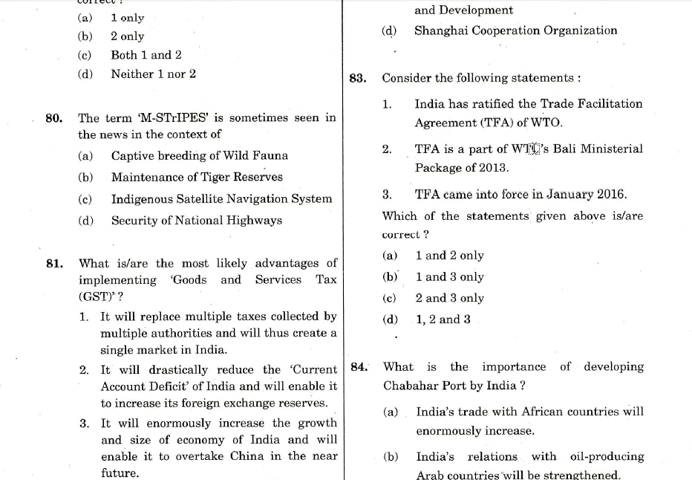 correct ?
(a) 1 only
(b) 2 only
(c) Both 1 and 2
(d) Neither 1 nor 2
80. The term 'M-STrIPES' is sometimes seen in
the news in the context of
(a) Captive breeding of Wild Fauna
(b) Maintenance of Tiger Reserves
(c) Indigenous Satellite Navigation System
(d) Security of National Highways
81. What is/are the most likely advantages of
implementing 'Goods and Services Tax
(GST)' ?
1. It will replace multiple taxes collected by
multiple authorities and will thus create a
single market in India.
2. It will drastically reduce the 'Current
Account Deficit' of India and will enable it
to increase its foreign exchange reserves.
3. It will enormously increase the growth
and size of economy of India and will
enable it to overtake China in the near
future.
and Development
(d) Shanghai Cooperation Organization
83. Consider the following statements :
1. India has ratified the Trade Facilitation
Agreement (TFA) of WTO.
2. TFA is a part of WTO's Bali Ministerial
Package of 2013.
3. TFA came into force in January 2016.
Which of the statements given above is/are
correct ?
(a) 1 and 2 only
(b) 1 and 3 only
(c) 2 and 3 only
(d) 1, 2 and 3
84. What is the importance of developing
Chabahar Port by India ?
(a) India's trade with African countries will
enormously increase.
(b) India's relations with oil-producing
Arab countries will be strengthened.